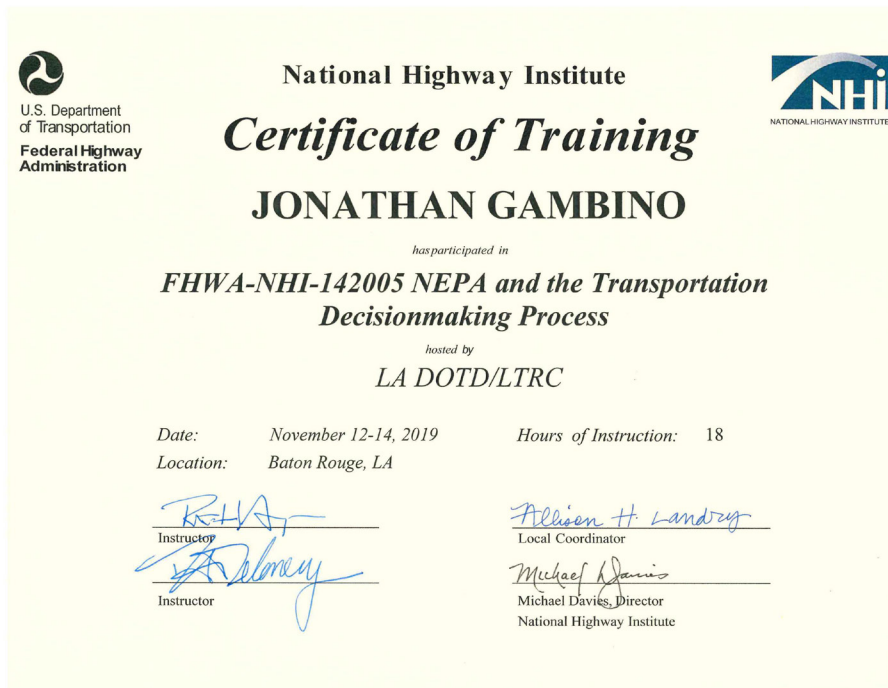 U.S. Department
of Transportation
Federal Highway
Administration
National Highway Institute
NHI
NATIONAL HIGHWAY INSTITUTE
Certificate of Training
JONATHAN GAMBINO
has participated in
FHWA-NHI-142005 NEPA and the Transportation
Decisionmaking Process
hosted by
LA DOTD/LTRC
Date: November 12-14, 2019
Hours of Instruction: 18
Location: Baton Rouge, LA
Instructor
Allison H. Landry
Local Coordinator
Instructor
Michael Davies
Michael Davies, Director
National Highway Institute